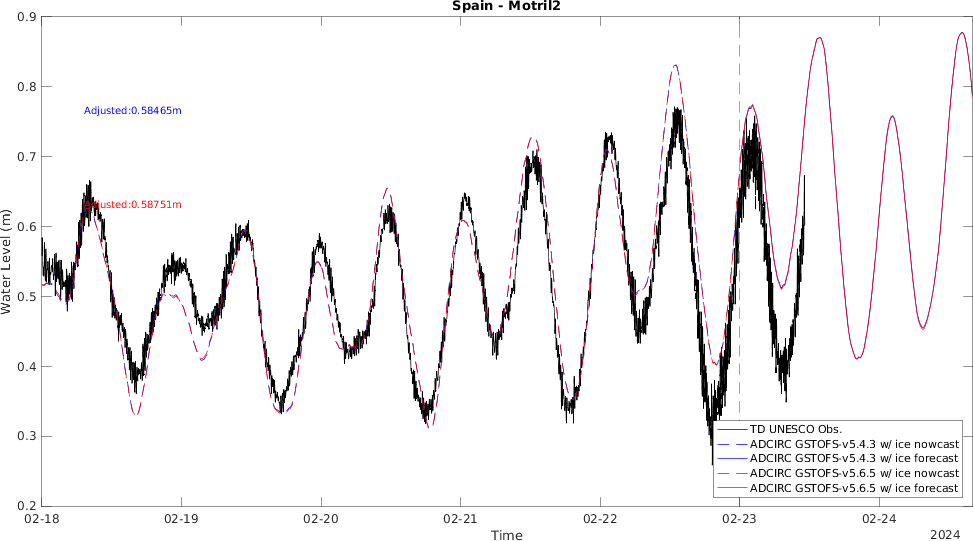 Spain - Motril2
0.9
0.8
0.7
0.6
0.5
0.4
0.3
0.2
Water Level (m)
Adjusted:0.58465m
Adjusted:0.58751m
TD UNESCO Obs.
ADCIRC GSTOFS-v5.4.3 w/ ice nowcast
ADCIRC GSTOFS-v5.4.3 w/ ice forecast
ADCIRC GSTOFS-v5.6.5 w/ ice nowcast
ADCIRC GSTOFS-v5.6.5 w/ ice forecast
02-18 02-19 02-20 02-21 02-22 02-23 02-24
Time
2024